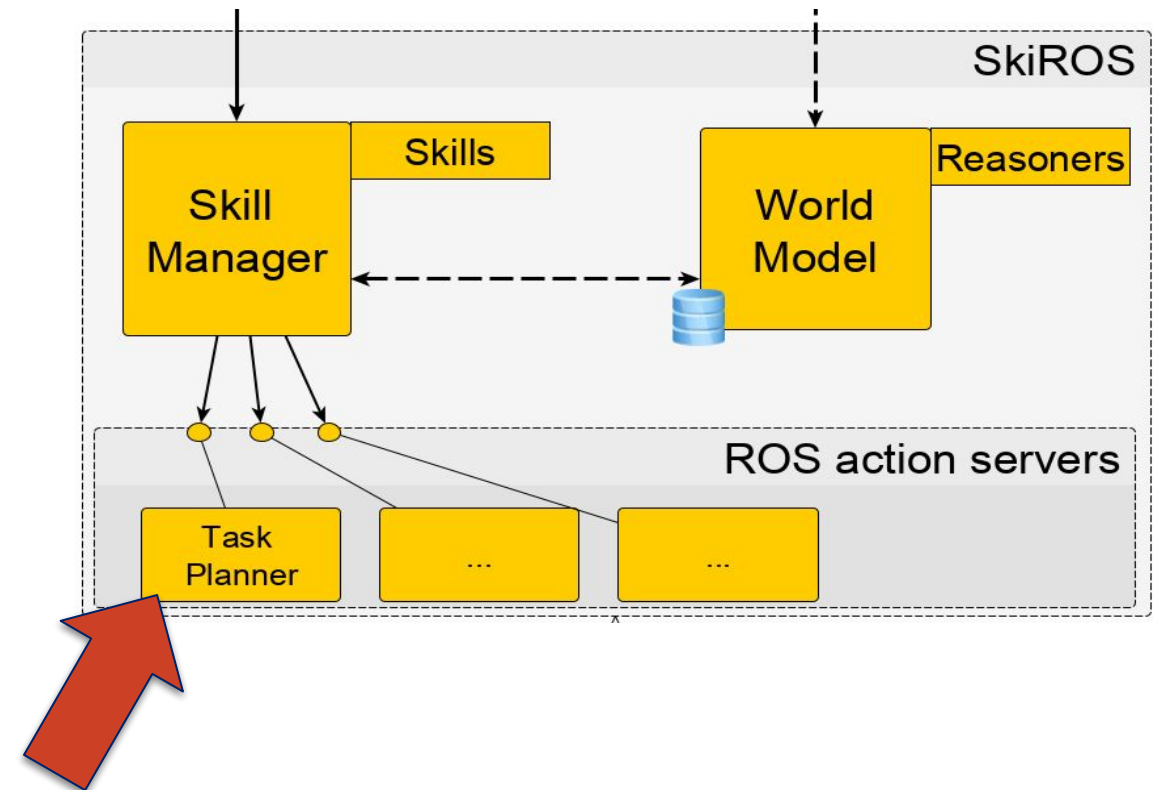 SkiROS
Skills
Skill
Manager
Reasoners
World
Model
ROS action servers
Task
Planner
...
...